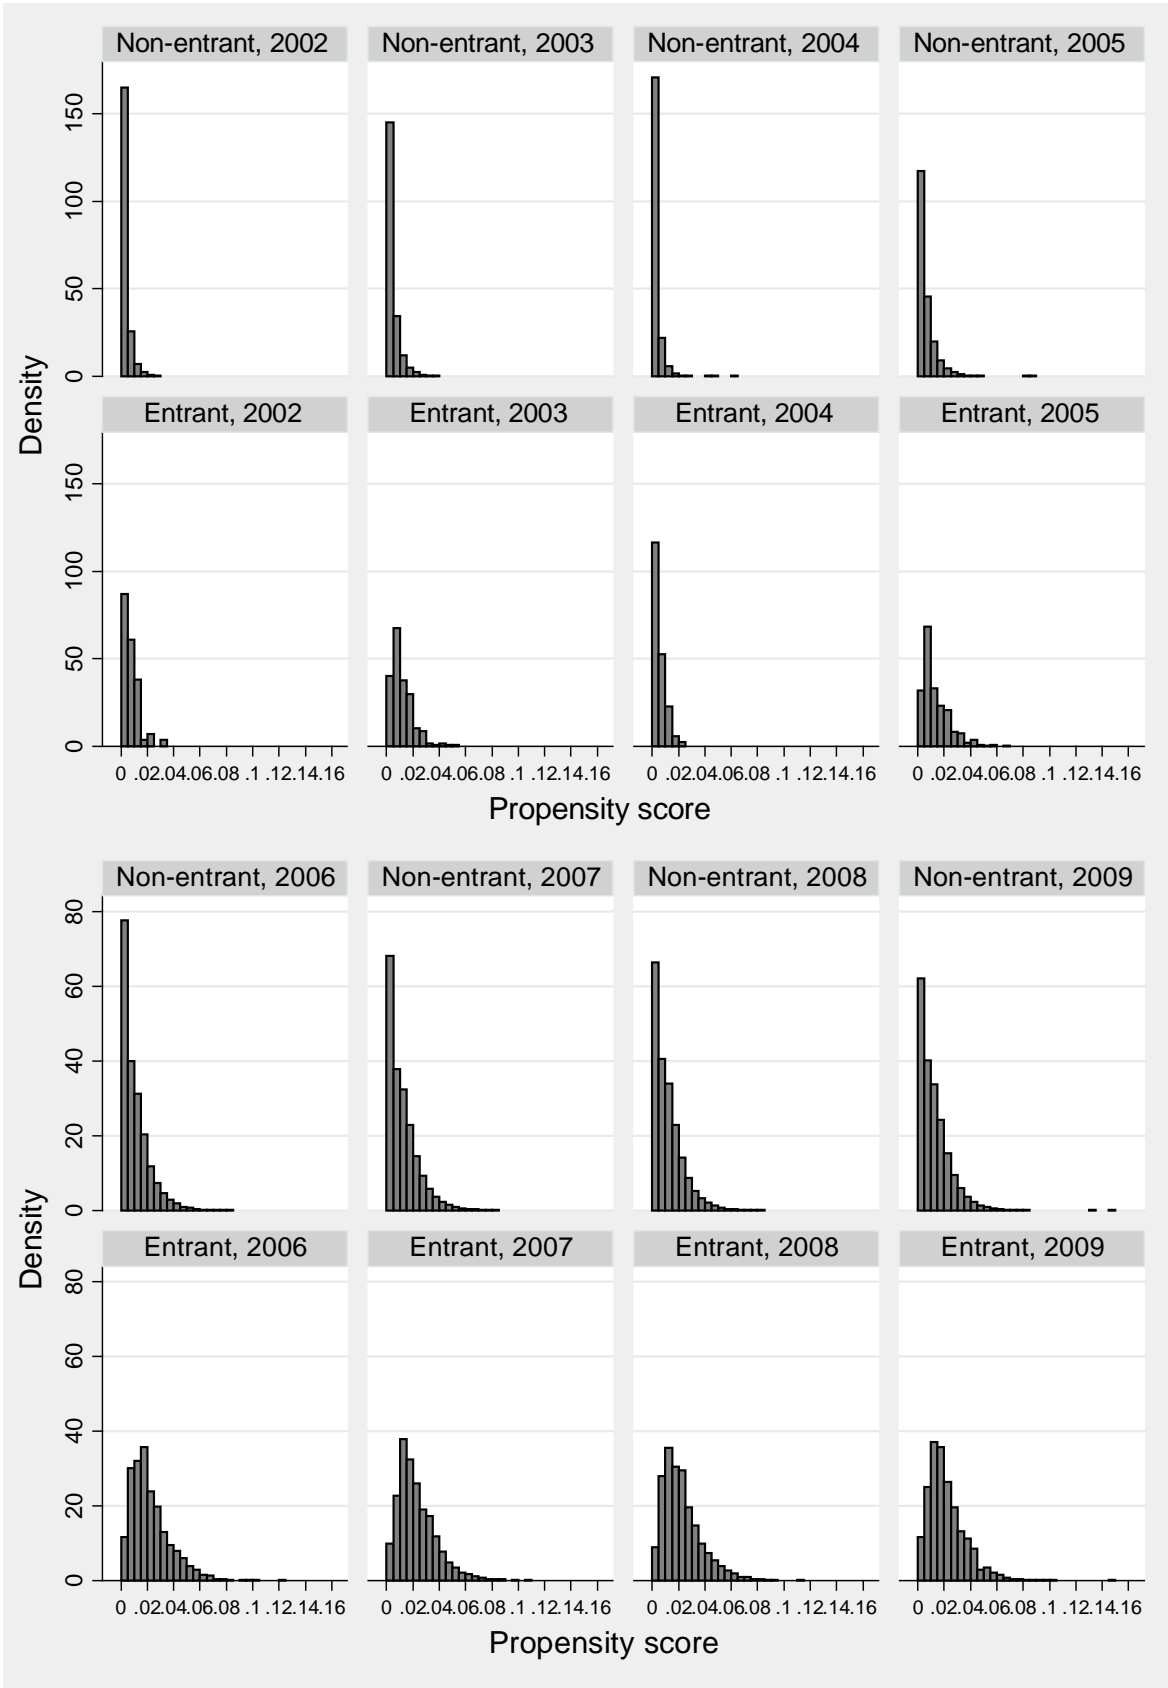 Non-entrant, 2002 Non-entrant, 2003 Non-entrant, 2004 Non-entrant, 2005
150
100
50
0
Density
Entrant, 2002 Entrant, 2003 Entrant, 2004 Entrant, 2005
150
100
50
0
0 .02.04.06.08 .1 .12.14.16 0 .02.04.06.08 .1 .12.14.16 0 .02.04.06.08 .1 .12.14.16 0 .02.04.06.08 .1 .12.14.16
Propensity score
Non-entrant, 2006 Non-entrant, 2007 Non-entrant, 2008 Non-entrant, 2009
80
60
40
20
0
Density
Entrant, 2006 Entrant, 2007 Entrant, 2008 Entrant, 2009
80
60
40
20
0
0 .02.04.06.08 .1 .12.14.16 0 .02.04.06.08 .1 .12.14.16 0 .02.04.06.08 .1 .12.14.16 0 .02.04.06.08 .1 .12.14.16
Propensity score